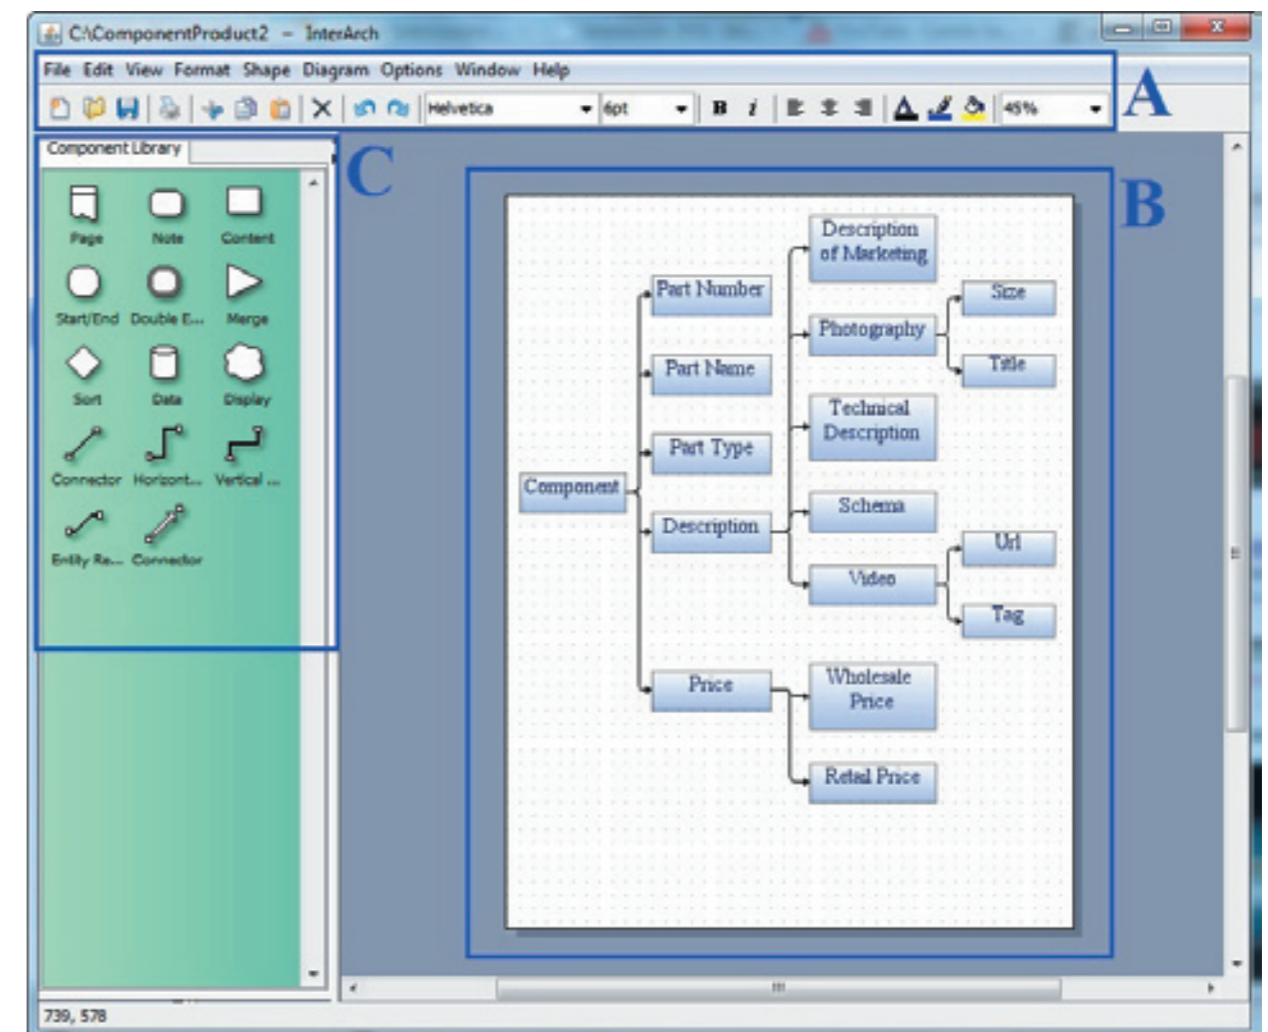 C:\ComponentProduct2 - InterArch
File Edit View Format Shape Diagram Options Window Help
A
Helvetica 6pt B i A 45%
Component Library
C
B
Page Note Content
Start/End Double E... Merge
Sort Data Display
Connector Horizont... Vertical ...
Entity Re... Connector
Component
Part Number
Part Name
Part Type
Description
Price
Description
of Marketing
Photography
Technical
Description
Schema
Video
Wholesale
Price
Retail Price
Size
Title
Url
Tag
739, 578